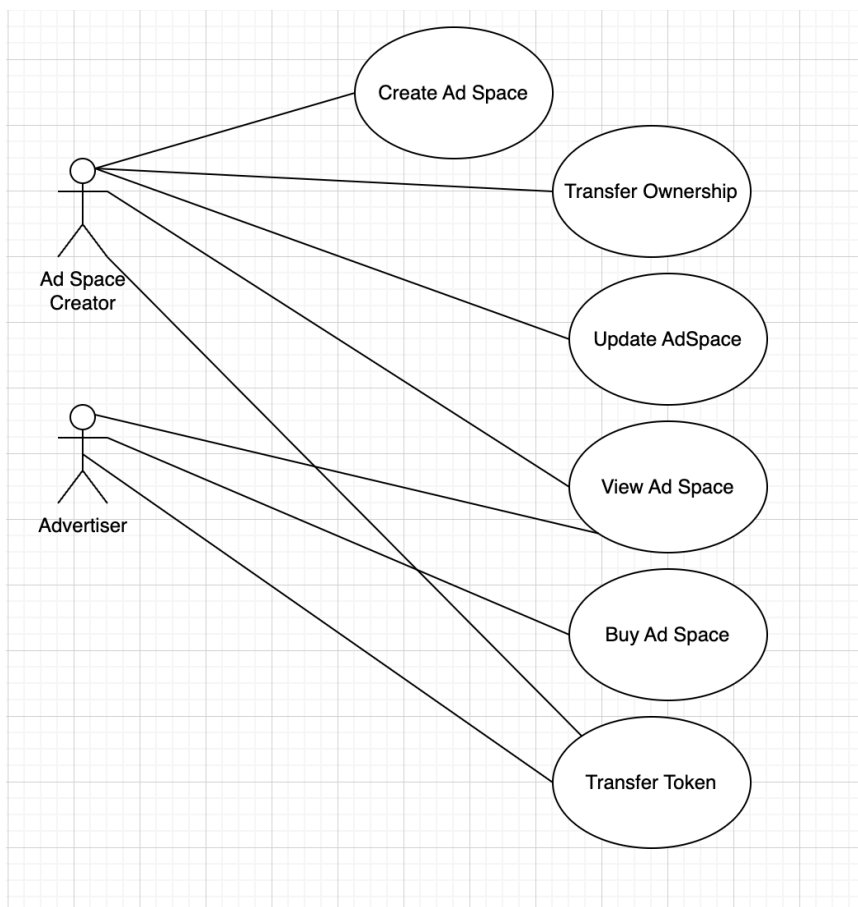 Create Ad Space
Transfer Ownership
Ad Space
Creator
Update AdSpace
View Ad Space
Advertiser
Buy Ad Space
Transfer Token